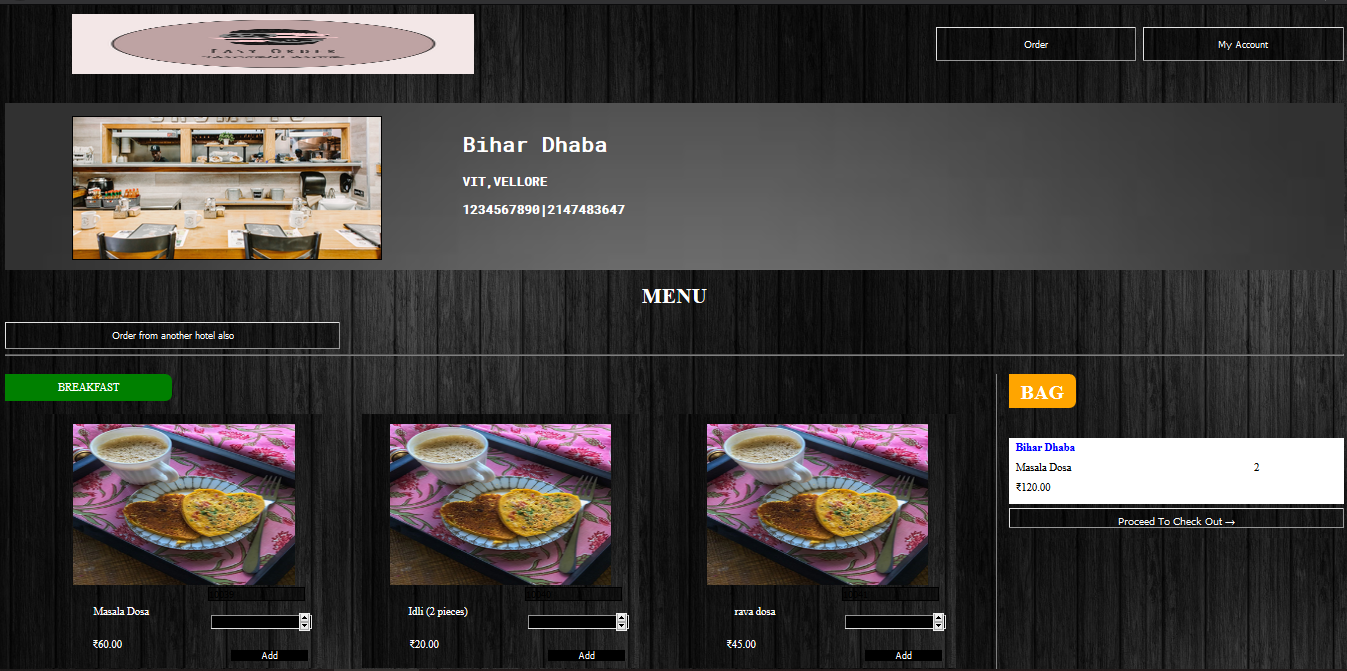 FAST ORDER
Order
My Account
Bihar Dhaba
VIT,VELLORE
1234567890|2147483647
MENU
Order from another hotel also
BREAKFAST
BAG
Bihar Dhaba
Masala Dosa 2
₹120.00
Proceed To Check Out →
Masala Dosa
₹60.00
Add
Idli (2 pieces)
₹20.00
Add
rava dosa
₹45.00
Add